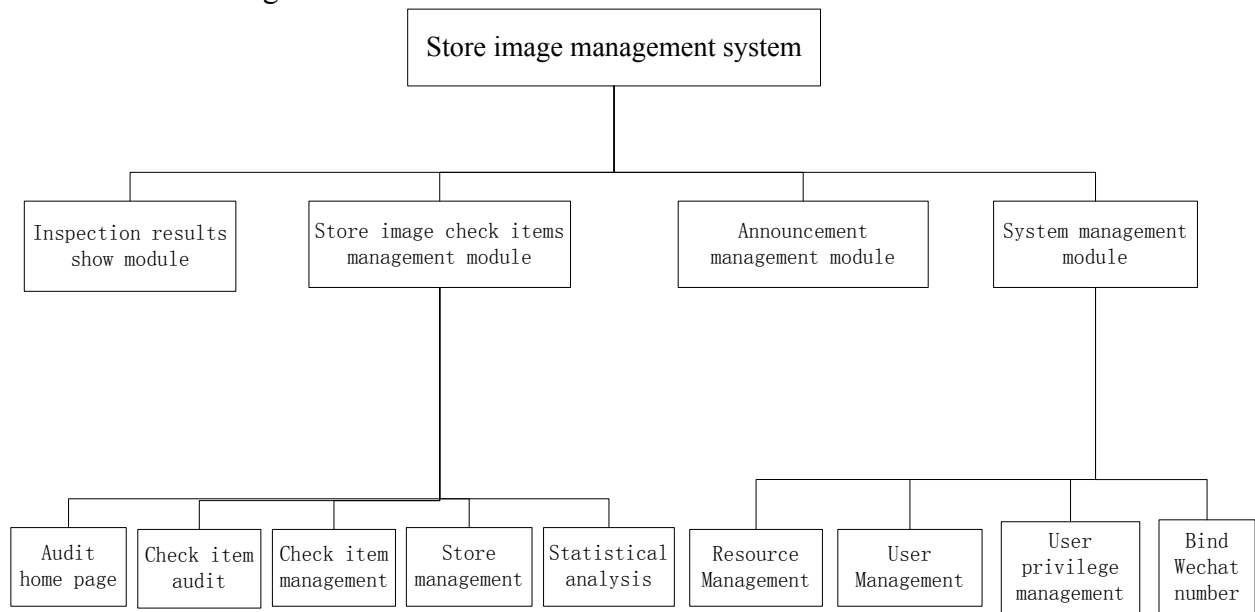 Store image management system
Inspection results
show module
Store image check items
management module
Announcement
management module
System management
module
Audit
home page
Check item
audit
Check item
management
Store
management
Statistical
analysis
Resource
Management
User
Management
User
privilege
management
Bind
Wechat
number